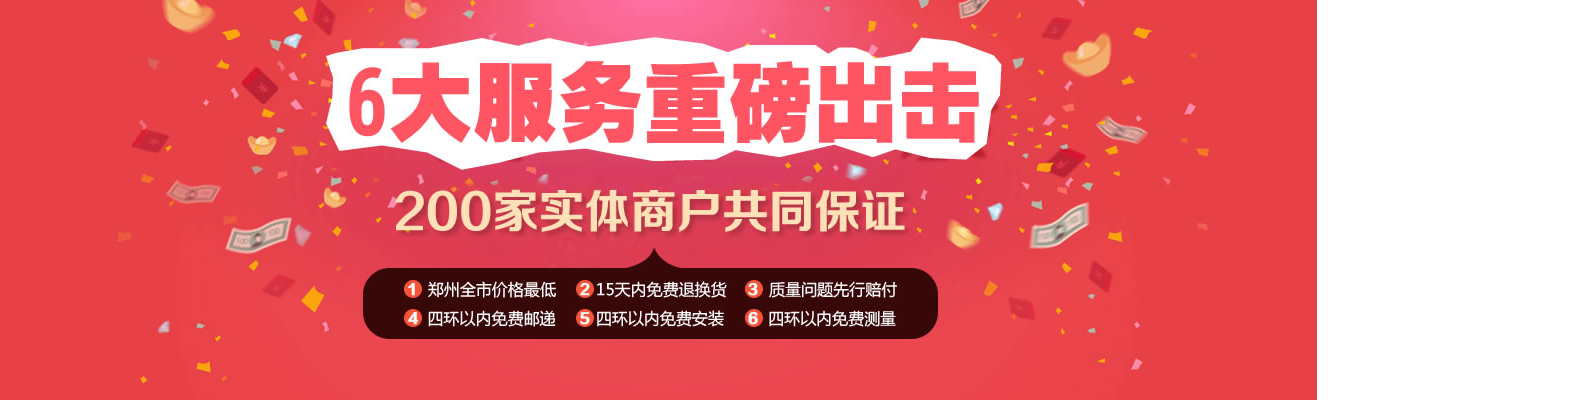 6大服务重磅出击
200家实体商户共同保证
1 郑州全市价格最低 2 15天内免费退换货 3 质量问题先行赔付
4 四环以内免费邮递 5 四环以内免费安装 6 四环以内免费测量